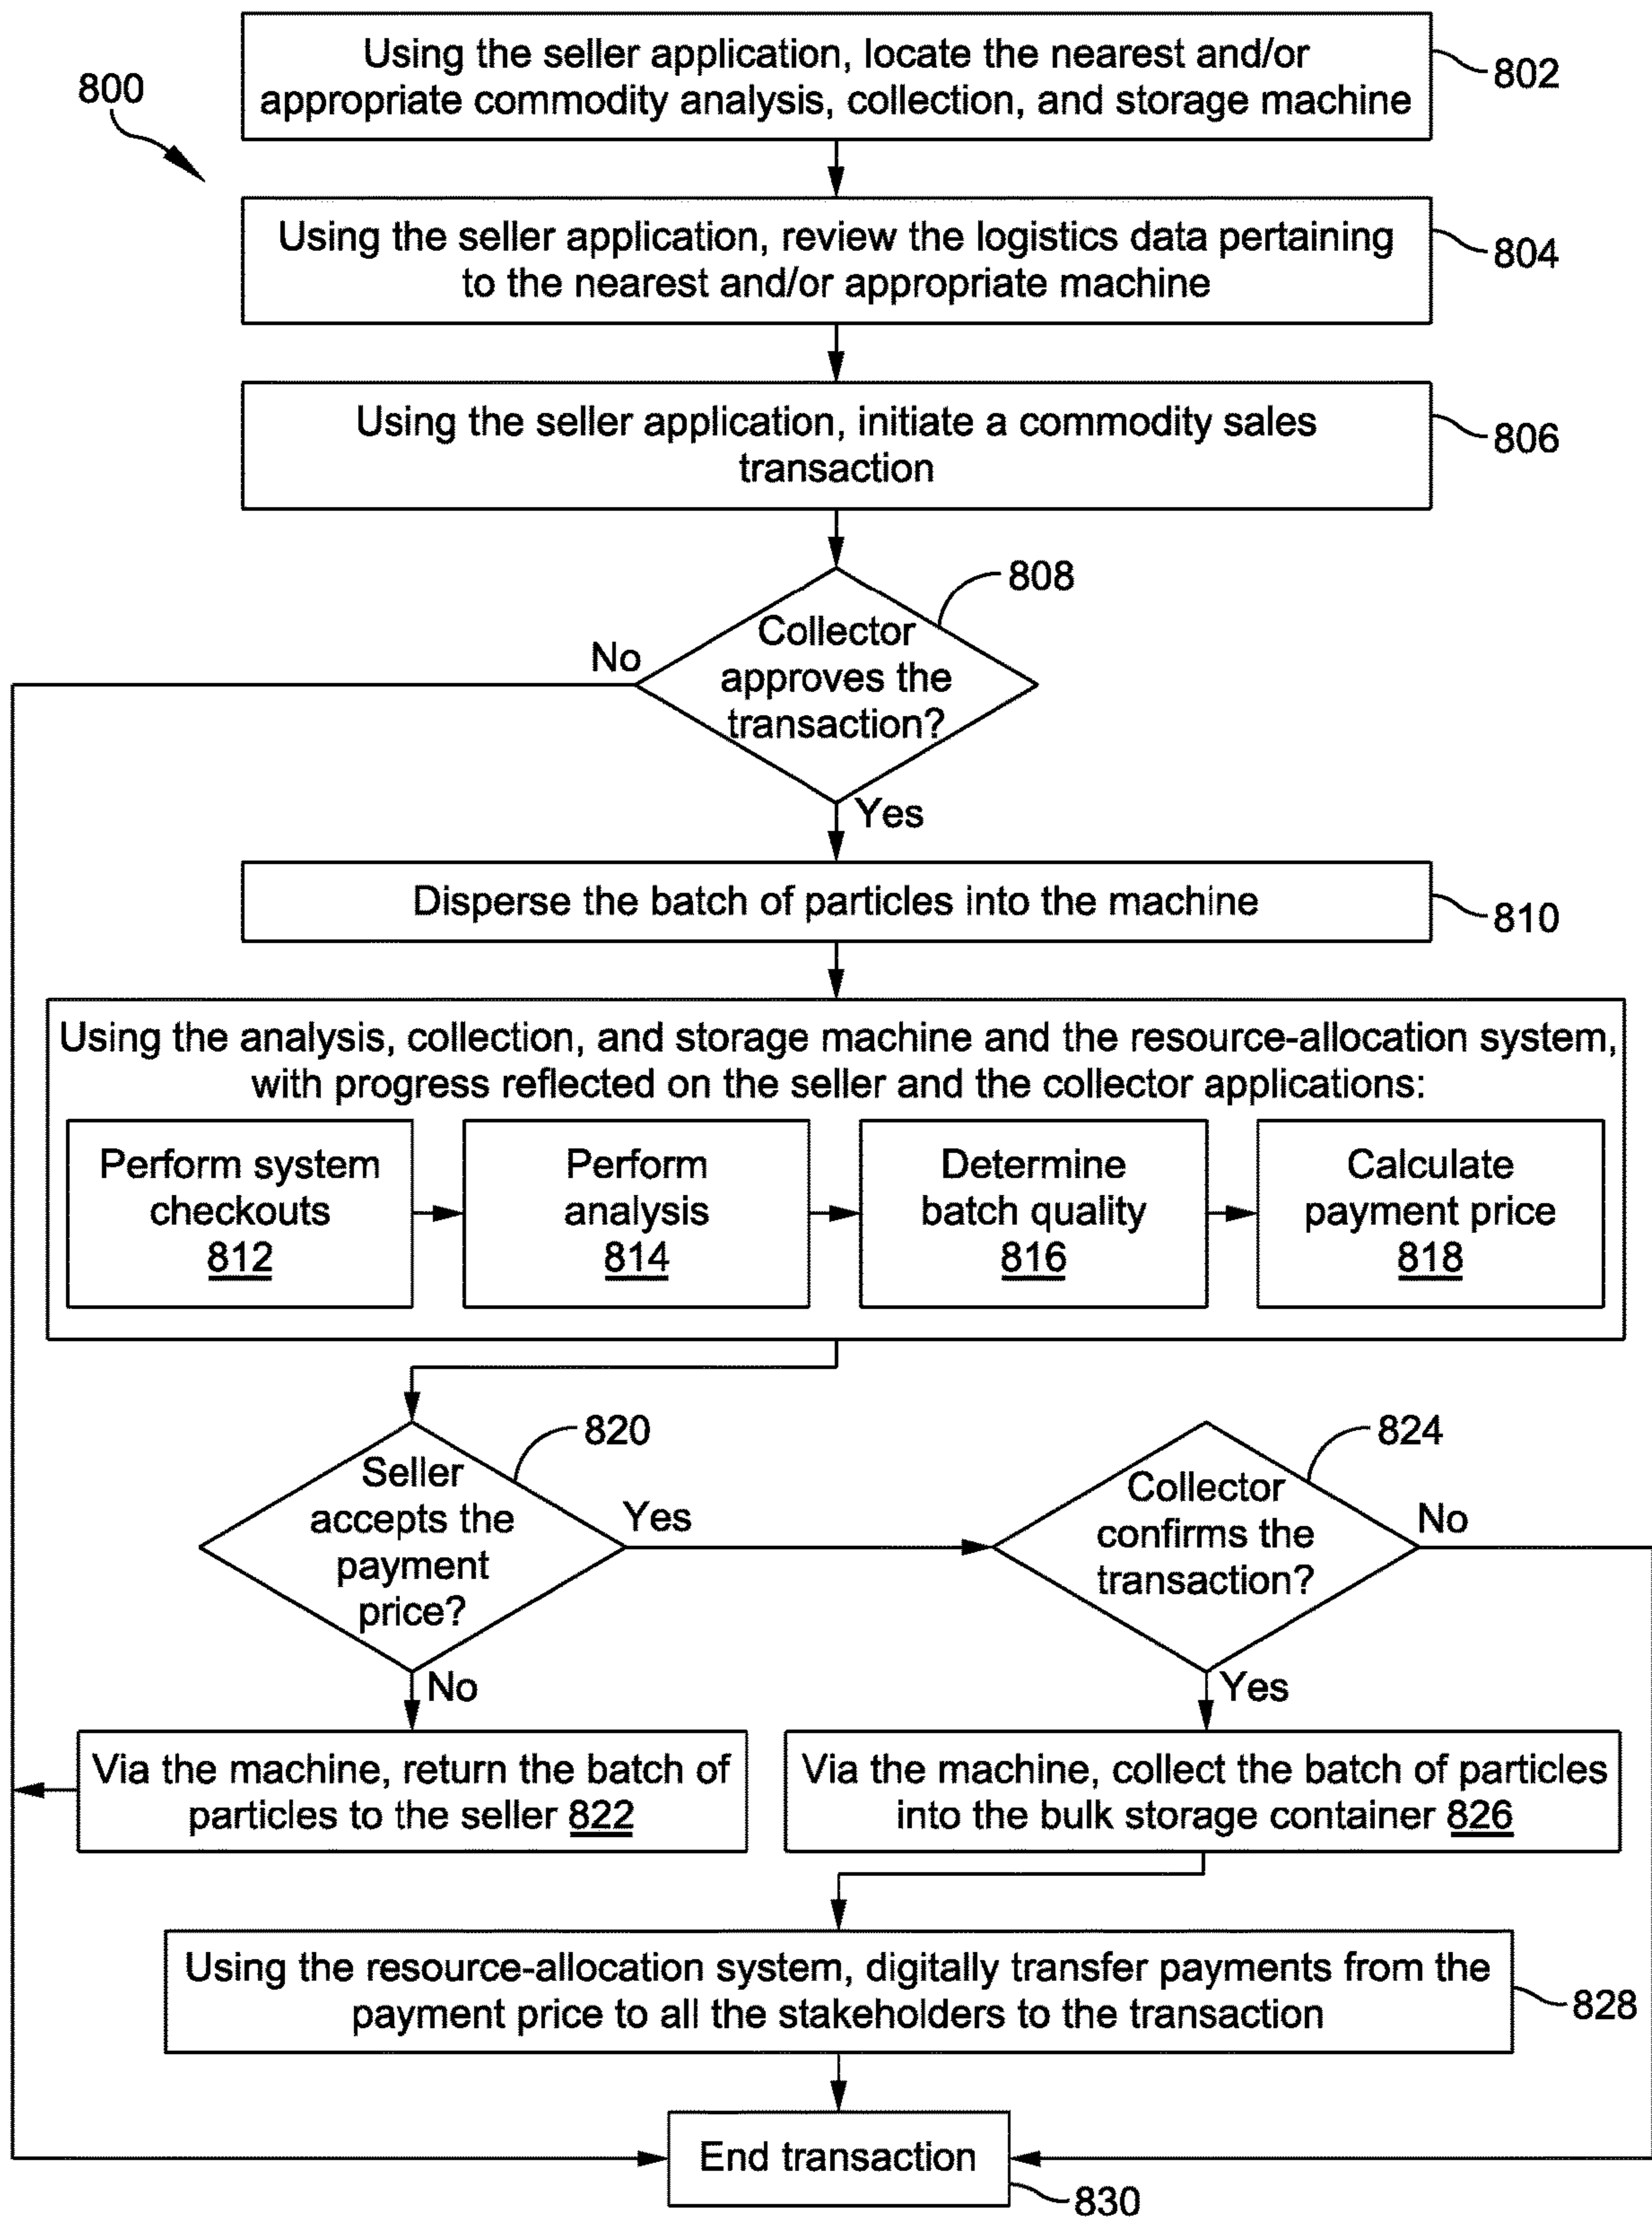 800
Using the seller application, locate the nearest and/or
appropriate commodity analysis, collection, and storage machine
802
Using the seller application, review the logistics data pertaining
to the nearest and/or appropriate machine
804
Using the seller application, initiate a commodity sales
transaction
806
808
Collector
approves the
transaction?
No
Yes
Disperse the batch of particles into the machine
810
Using the analysis, collection, and storage machine and the resource-allocation system,
with progress reflected on the seller and the collector applications:
Perform system
checkouts
812
Perform
analysis
814
Determine
batch quality
816
Calculate
payment price
818
820
Seller
accepts the
payment
price?
Yes
No
824
Collector
confirms the
transaction?
No
Yes
Via the machine, return the batch of
particles to the seller 822
Via the machine, collect the batch of particles
into the bulk storage container 826
Using the resource-allocation system, digitally transfer payments from the
payment price to all the stakeholders to the transaction
828
End transaction
830